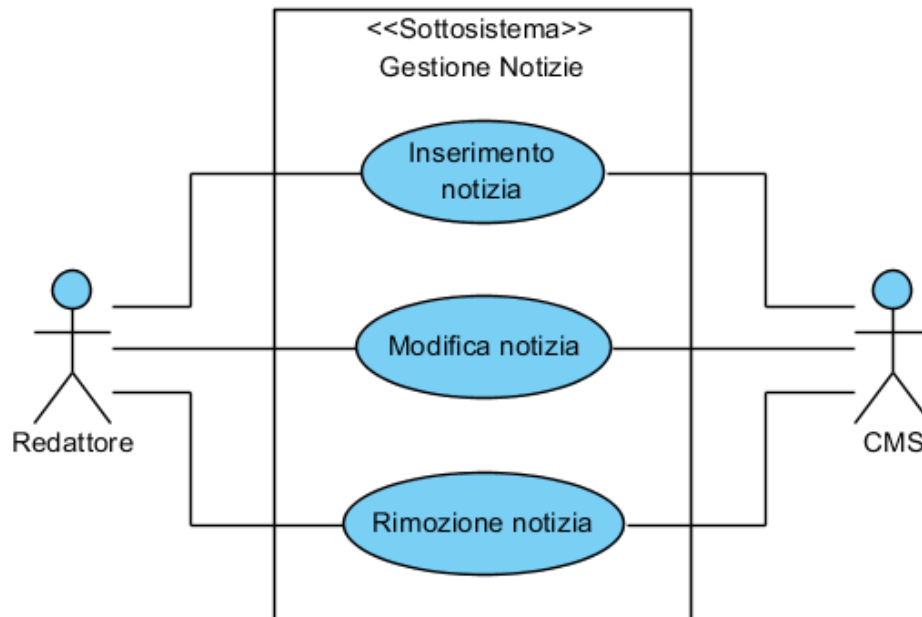 <<Sottosistema>>
Gestione Notizie
Inserimento
notizia
Modifica notizia
Redattore
CMS
Rimozione notizia